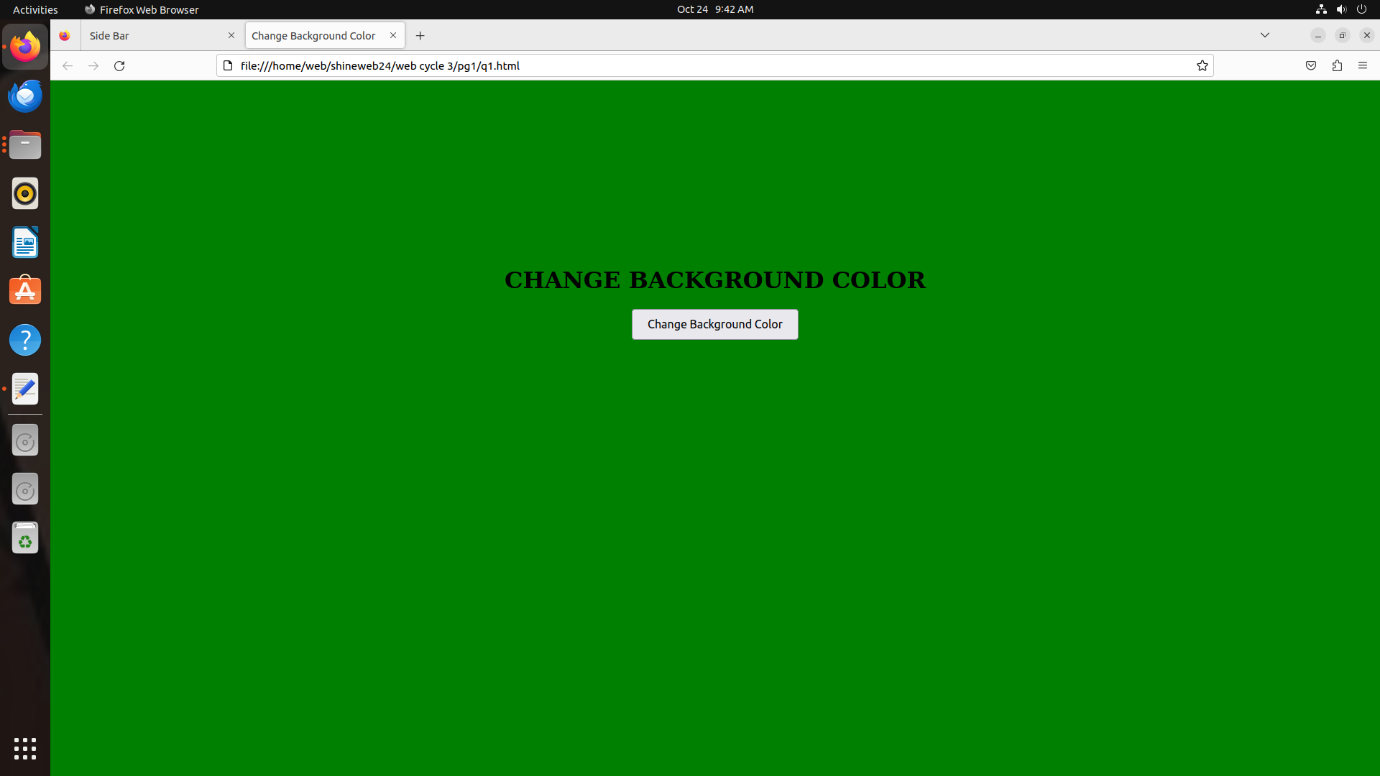 Activities
Firefox Web Browser
Oct 24 9:42 AM
Side Bar
Change Background Color
file:///home/web/shineweb24/web cycle 3/pg1/q1.html
CHANGE BACKGROUND COLOR
Change Background Color